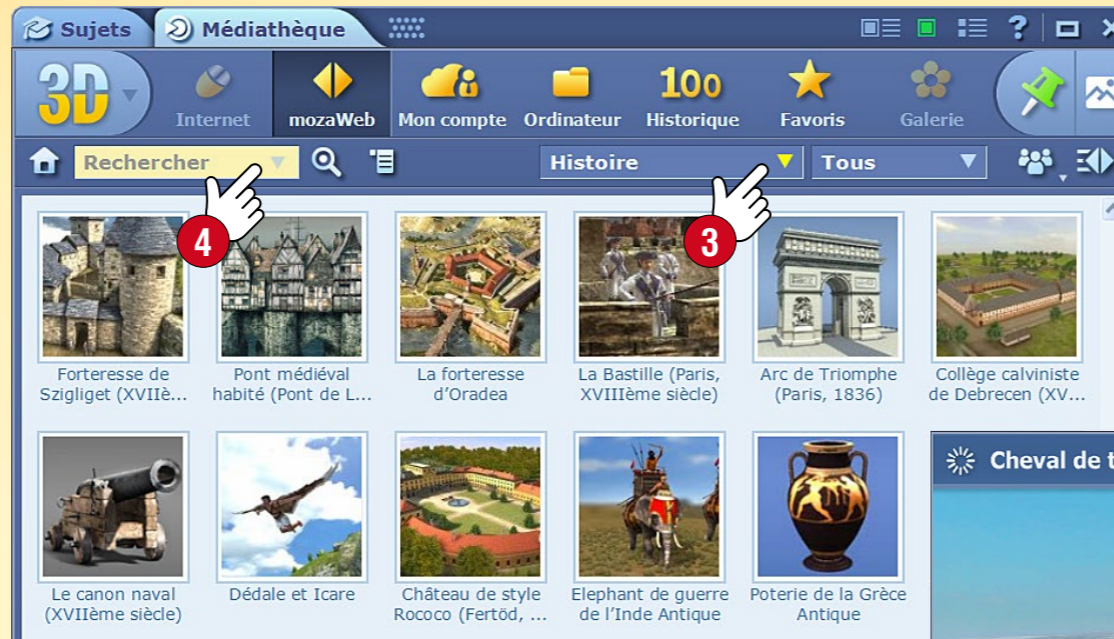 Sujets Médiathèque ?
3D Internet mozaWeb Mon compte Ordinateur 100 Historique Favoris Galerie
Rechercher Histoire Tous
4 3
Forteresse de Szigliget (XVIIè...
Pont médiéval habité (Pont de L...
La forteresse d'Oradea
La Bastille (Paris, XVIIIème siècle)
Arc de Triomphe (Paris, 1836)
Collège calviniste de Debrecen (XV...
Cheval de t
Le canon naval (XVIIème siècle)
Dédale et Icare
Château de style Rococo (Fertöd, ...
Elephant de guerre de l'Inde Antique
Poterie de la Grèce Antique